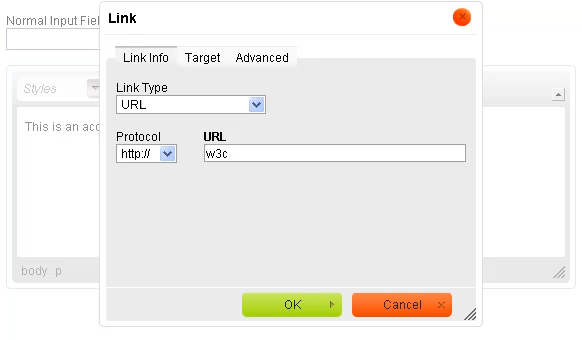 Link
Normal Input Fiel
Link Info Target Advanced
Styles
Link Type
URL
This is an acc
Protocol URL
http:// w3c
body p
OK Cancel